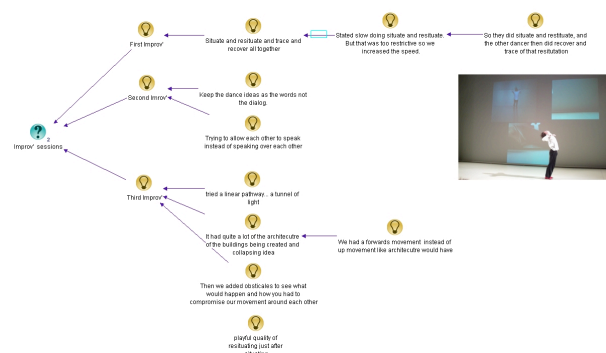 First Improv'
Situate and resituate and trace and
recover all together
Stated slow doing situate and resituate.
But that was too restrictive so we
increased the speed.
So they did situate and restituate, and
the other dancer then did recover and
trace of that resitutation
Second Imrov'
Keep the dance ideas as the words not
the dialog.
Trying to allow each other to speak
instead of speaking over each other
2
Improv' sessions
Third Improv'
tried a linear pathway... a tunnel of
light
It had quite a lot of the architecutre
of the buildings being created and
collapsing idea
We had a forwards movement instead of
up movement like architecutre would have
Then we added obsticales to see what
would happen and how you had to
compromise our movement around each other
playful quality of
resituating just after
situating